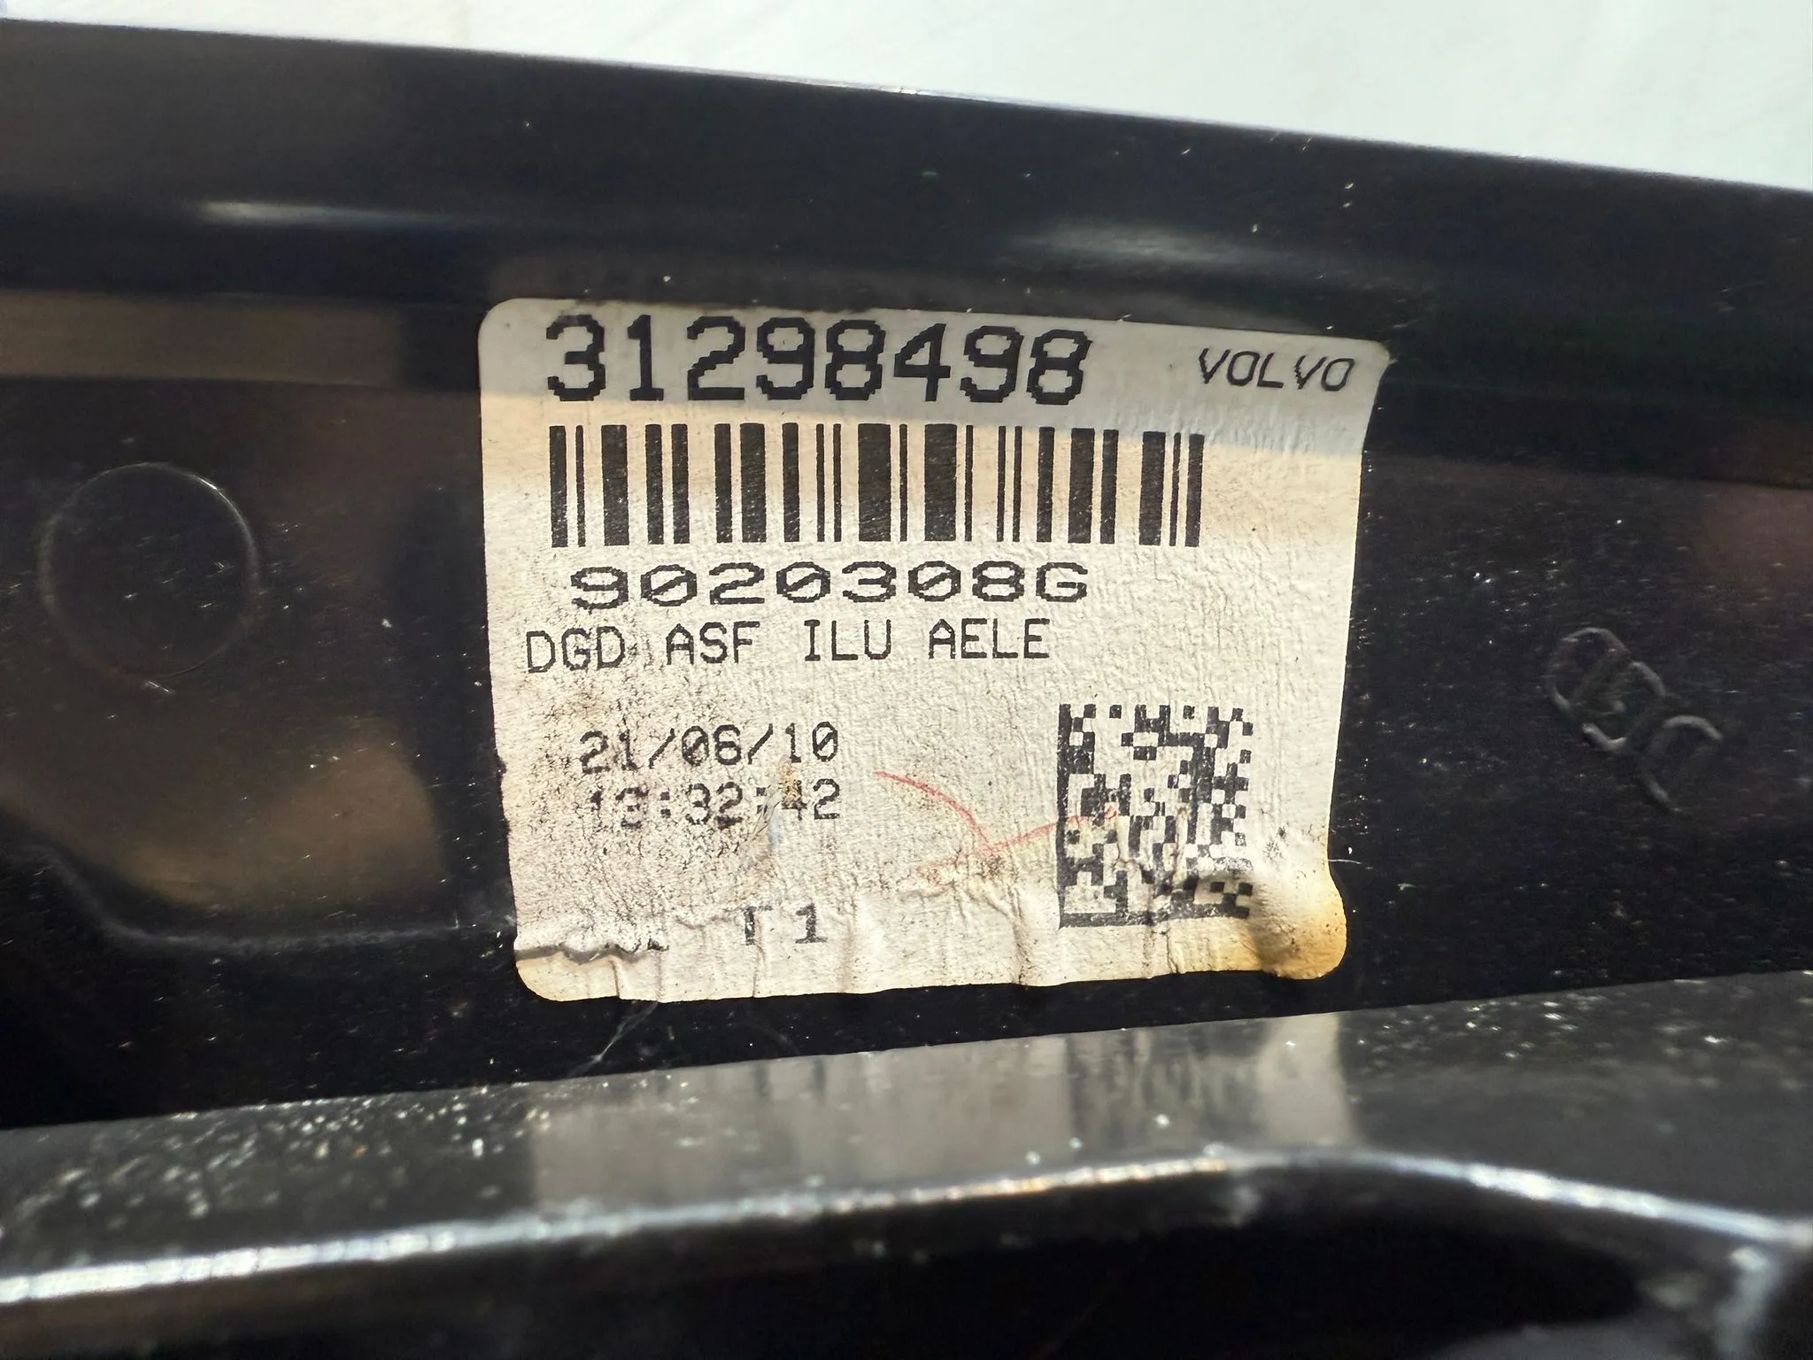 31298498 VOLVO
9020308G
DGD ASF ILU AELE
21/06/10
13:32:42
T1